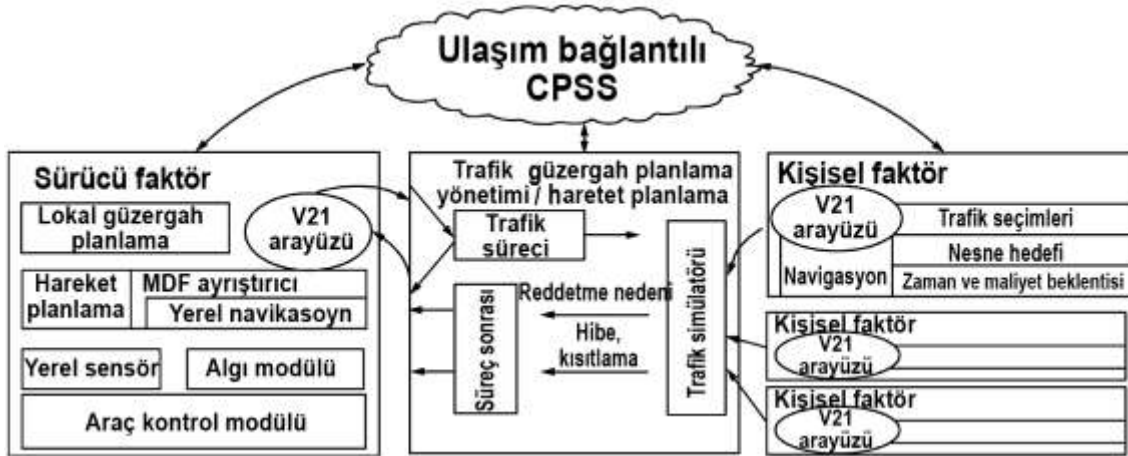 Ulaşım bağlantılı
CPSS
Sürücü faktör
Lokal güzergah
planlama
V21
arayüzü
Hareket
planlama
MDF ayrıştırıcı
Yerel navikasoyn
Yerel sensör
Algı modülü
Araç kontrol modülü
Trafik güzergah planlama
yönetimi / haretet planlama
Trafik
süreci
Süreç sonrası
Reddetme nedeni
Hibe,
kısıtlama
Trafik simülatörü
Kişisel faktör
V21
arayüzü
Trafik seçimleri
Nesne hedefi
Navigasyon
Zaman ve maliyet beklentisi
Kişisel faktör
V21
arayüzü
Kişisel faktör
V21
arayüzü